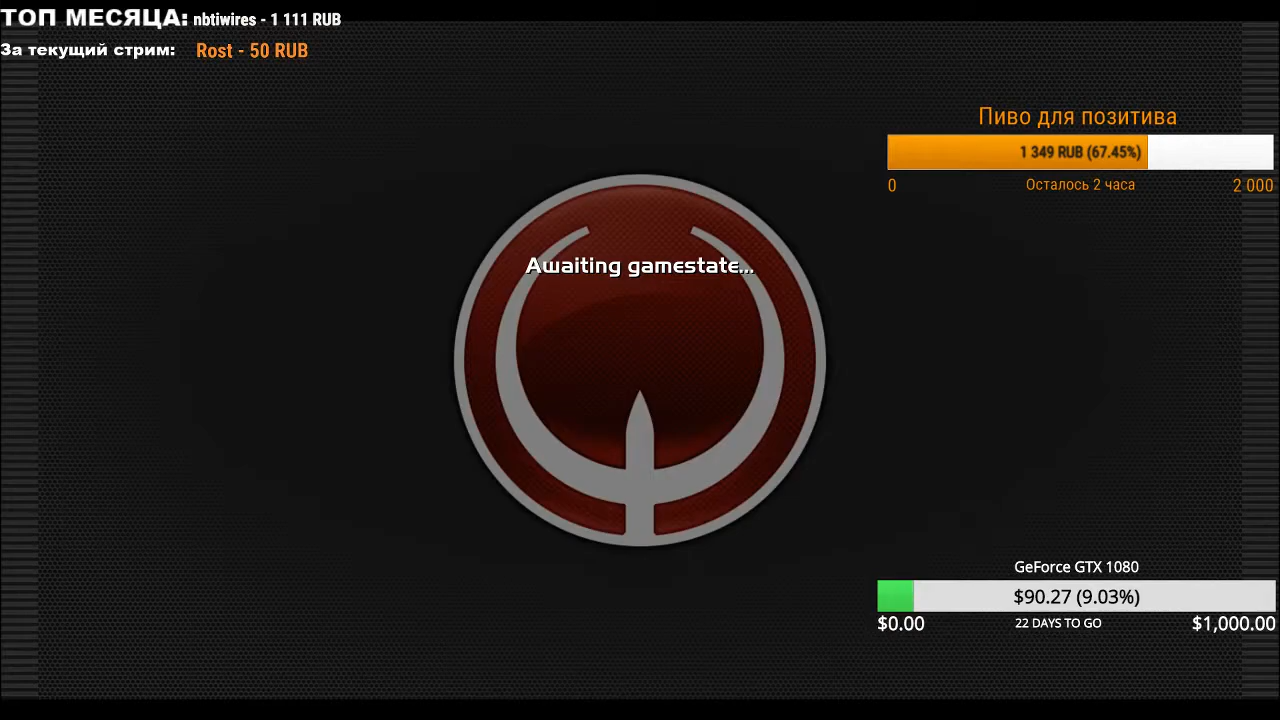 ТОП МЕСЯЦА: nbtiwires - 1 111 RUB
За текущий стрим: Rost - 50 RUB
Пиво для позитива
1 349 RUB (67.45%)
0 Осталось 2 часа 2 000
Awaiting gamestate...
GeForce GTX 1080
$90.27 (9.03%)
$0.00 22 DAYS TO GO $1,000.00